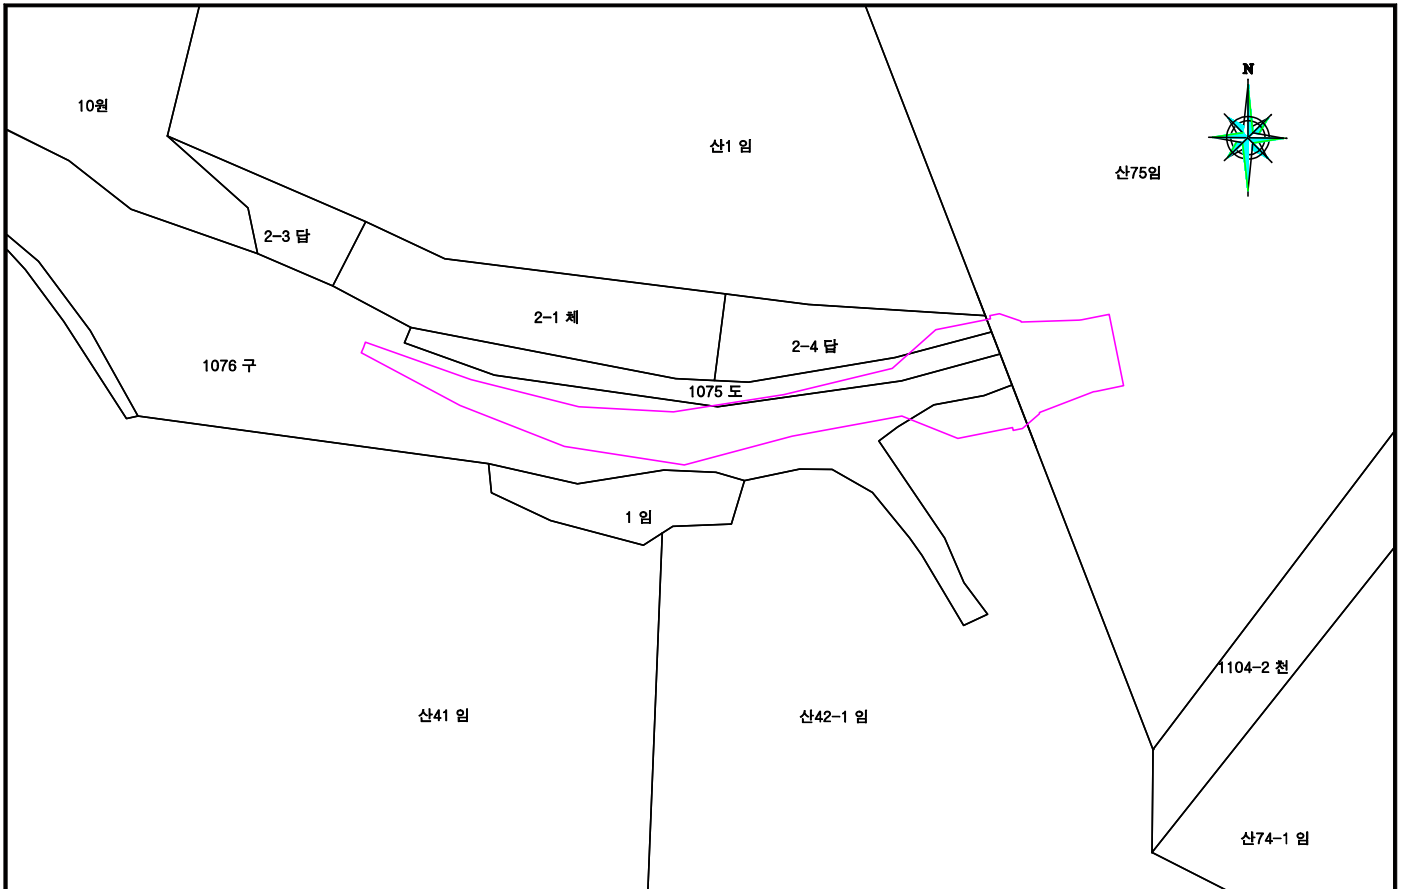 N
10원
산1 임
산75임
2-3 답
2-1 체
2-4 답
1076 구
1075 도
1 임
1104-2 천
산41 임
산42-1 임
산74-1 임